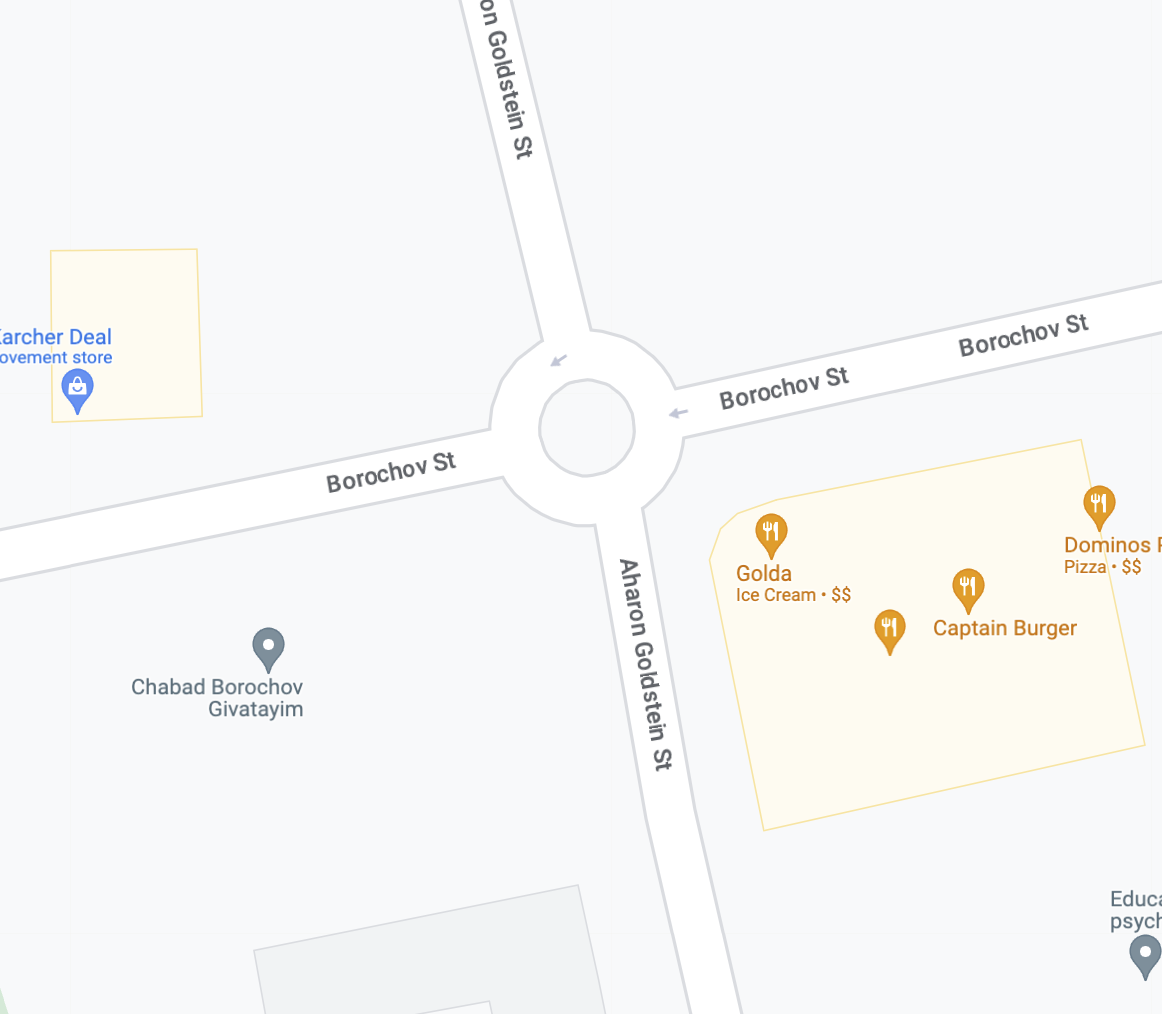 on Goldstein St
Borochov St
Borochov St
Borochov St
Karcher Deal
ovement store
Aharon Goldstein St
Golda
Ice Cream • $$
Dominos P
Pizza • $$
Captain Burger
Chabad Borochov
Givatayim
Educa
psych